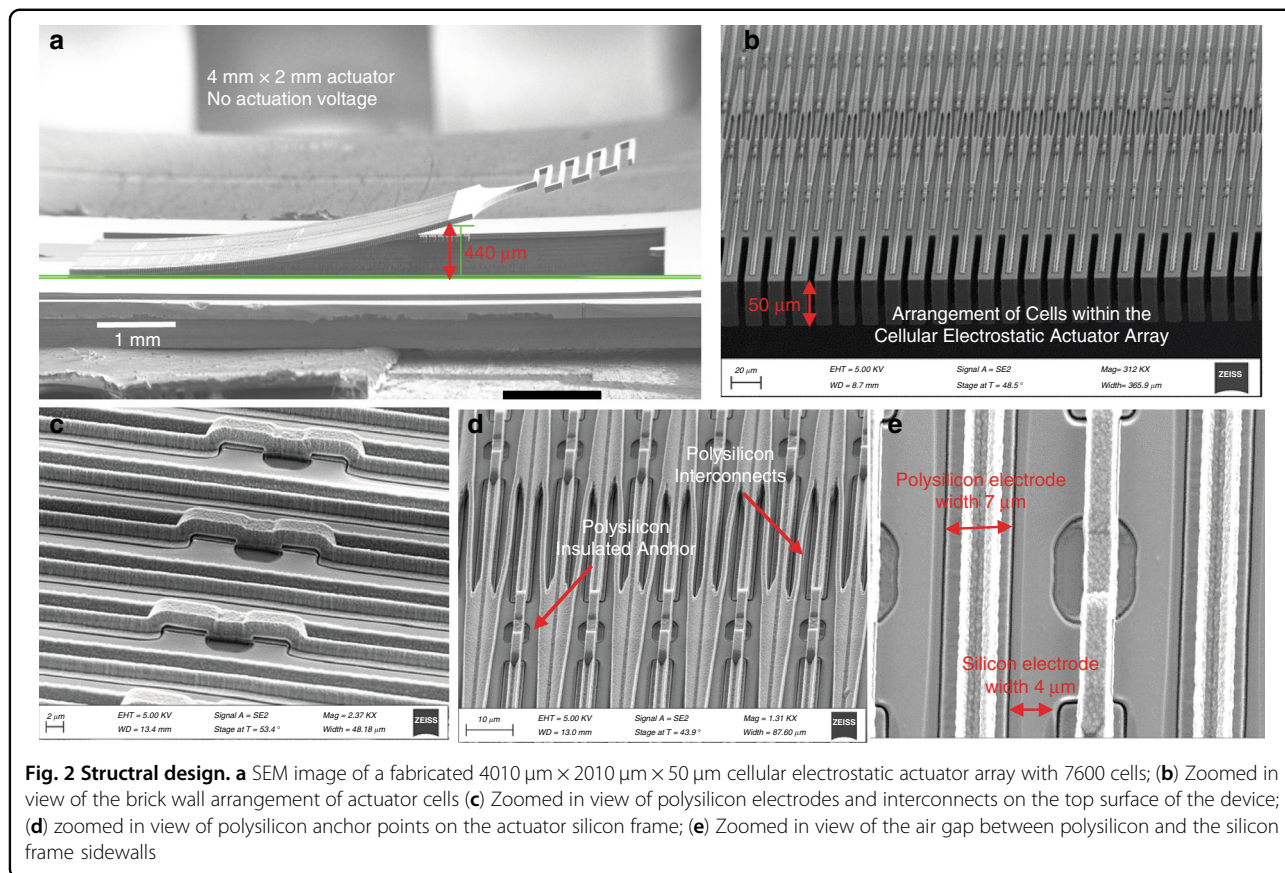 a
4 mm × 2 mm actuator
No actuation voltage
440 µm
1 mm
b
50 µm
Arrangement of Cells within the
Cellular Electrostatic Actuator Array
20 µm
EHT = 5.00 KV
WD = 8.7 mm
Signal A = SE2
Stage at T = 48.5°
Mag= 312 KX
Width= 365.9 µm
ZEISS
c
2 µm
EHT = 5.00 KV
WD = 13.4 mm
Signal A = SE2
Stage at T = 53.4°
Mag = 2.37 KX
Width = 48.18 µm
ZEISS
d
Polysilicon
Interconnects
Polysilicon
Insulated Anchor
10 µm
EHT = 5.00 KV
WD = 13.0 mm
Signal A = SE2
Stage at T = 43.9°
Mag = 1.31 KX
Width = 87.60 µm
ZEISS
e
Polysilicon electrode
width 7 µm
Silicon electrode
width 4 µm
Fig. 2 Structral design. a SEM image of a fabricated 4010 µm × 2010 µm × 50 µm cellular electrostatic actuator array with 7600 cells; (b) Zoomed in
view of the brick wall arrangement of actuator cells (c) Zoomed in view of polysilicon electrodes and interconnects on the top surface of the device;
(d) zoomed in view of polysilicon anchor points on the actuator silicon frame; (e) Zoomed in view of the air gap between polysilicon and the silicon
frame sidewalls